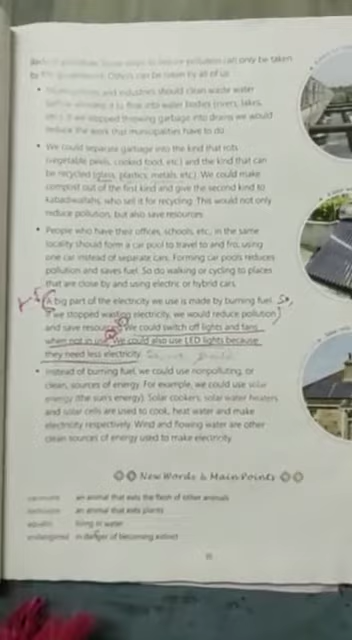 reduce pollution can only be taken
by the government. Others can be taken by all of us.
and industries should clean waste water
it to flow into water bodies (rivers, lakes,
etc.). If we stopped throwing garbage into drains we would
reduce the work that municipalities have to do.
• We could separate garbage into the kind that rots
(vegetable peels, cooked food, etc.) and the kind that can
be recycled (glass, plastics, metals, etc.). We could make
compost out of the first kind and give the second kind to
kabadiwallahs, who sell it for recycling. This would not only
reduce pollution, but also save resources.
• People who have their offices, schools, etc., in the same
locality should form a car pool to travel to and fro, using
one car instead of separate cars. Forming car pools reduces
pollution and saves fuel. So do walking or cycling to places
that are close by and using electric or hybrid cars.
A big part of the electricity we use is made by burning fuel. So,
if we stopped wasting electricity, we would reduce pollution
and save resources. We could switch off lights and fans
when not in use. We could also use LED lights because
they need less electricity.
• Instead of burning fuel, we could use nonpolluting, or
clean, sources of energy. For example, we could use solar
energy (the sun's energy). Solar cookers, solar water heaters
and solar cells are used to cook, heat water and make
electricity respectively. Wind and flowing water are other
clean sources of energy used to make electricity.
New Words & Main Points
carnivore an animal that eats the flesh of other animals
herbivore an animal that eats plants
aquatic living in water
endangered in danger of becoming extinct